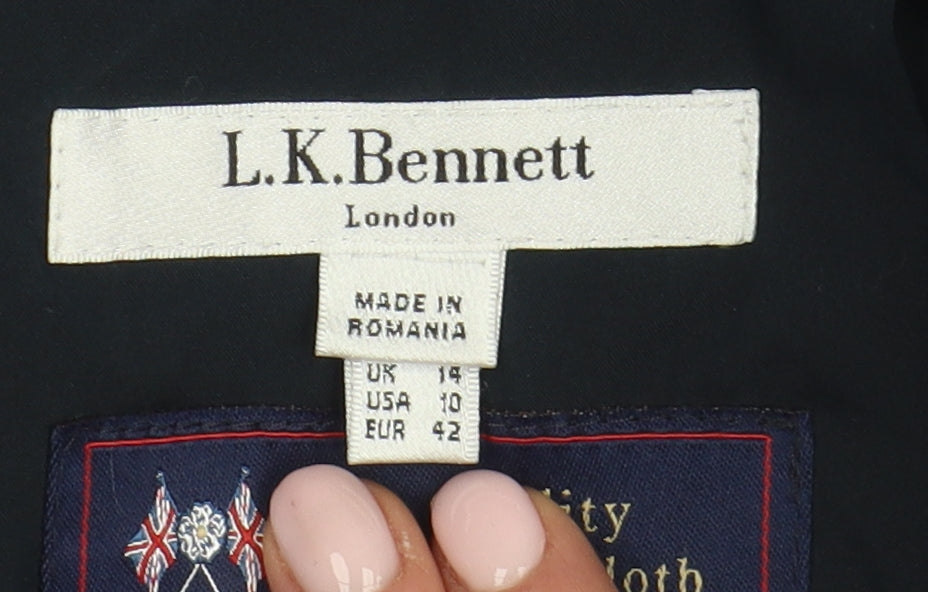 L.K.Bennett
London
MADE IN
ROMANIA
UK 14
USA 10
EUR 42